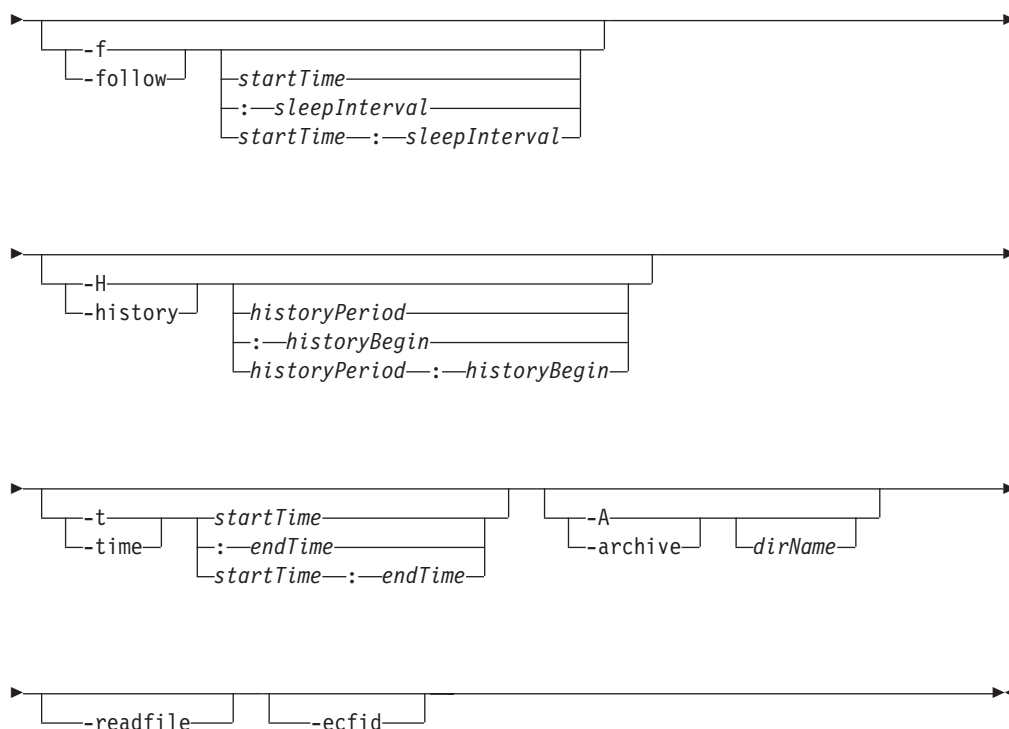 -f
-follow
startTime
: sleepInterval
startTime : sleepInterval
-H
-history
historyPeriod
: historyBegin
historyPeriod : historyBegin
-t startTime -A
-time : endTime -archive dirName
startTime : endTime
-readfile -ecfid